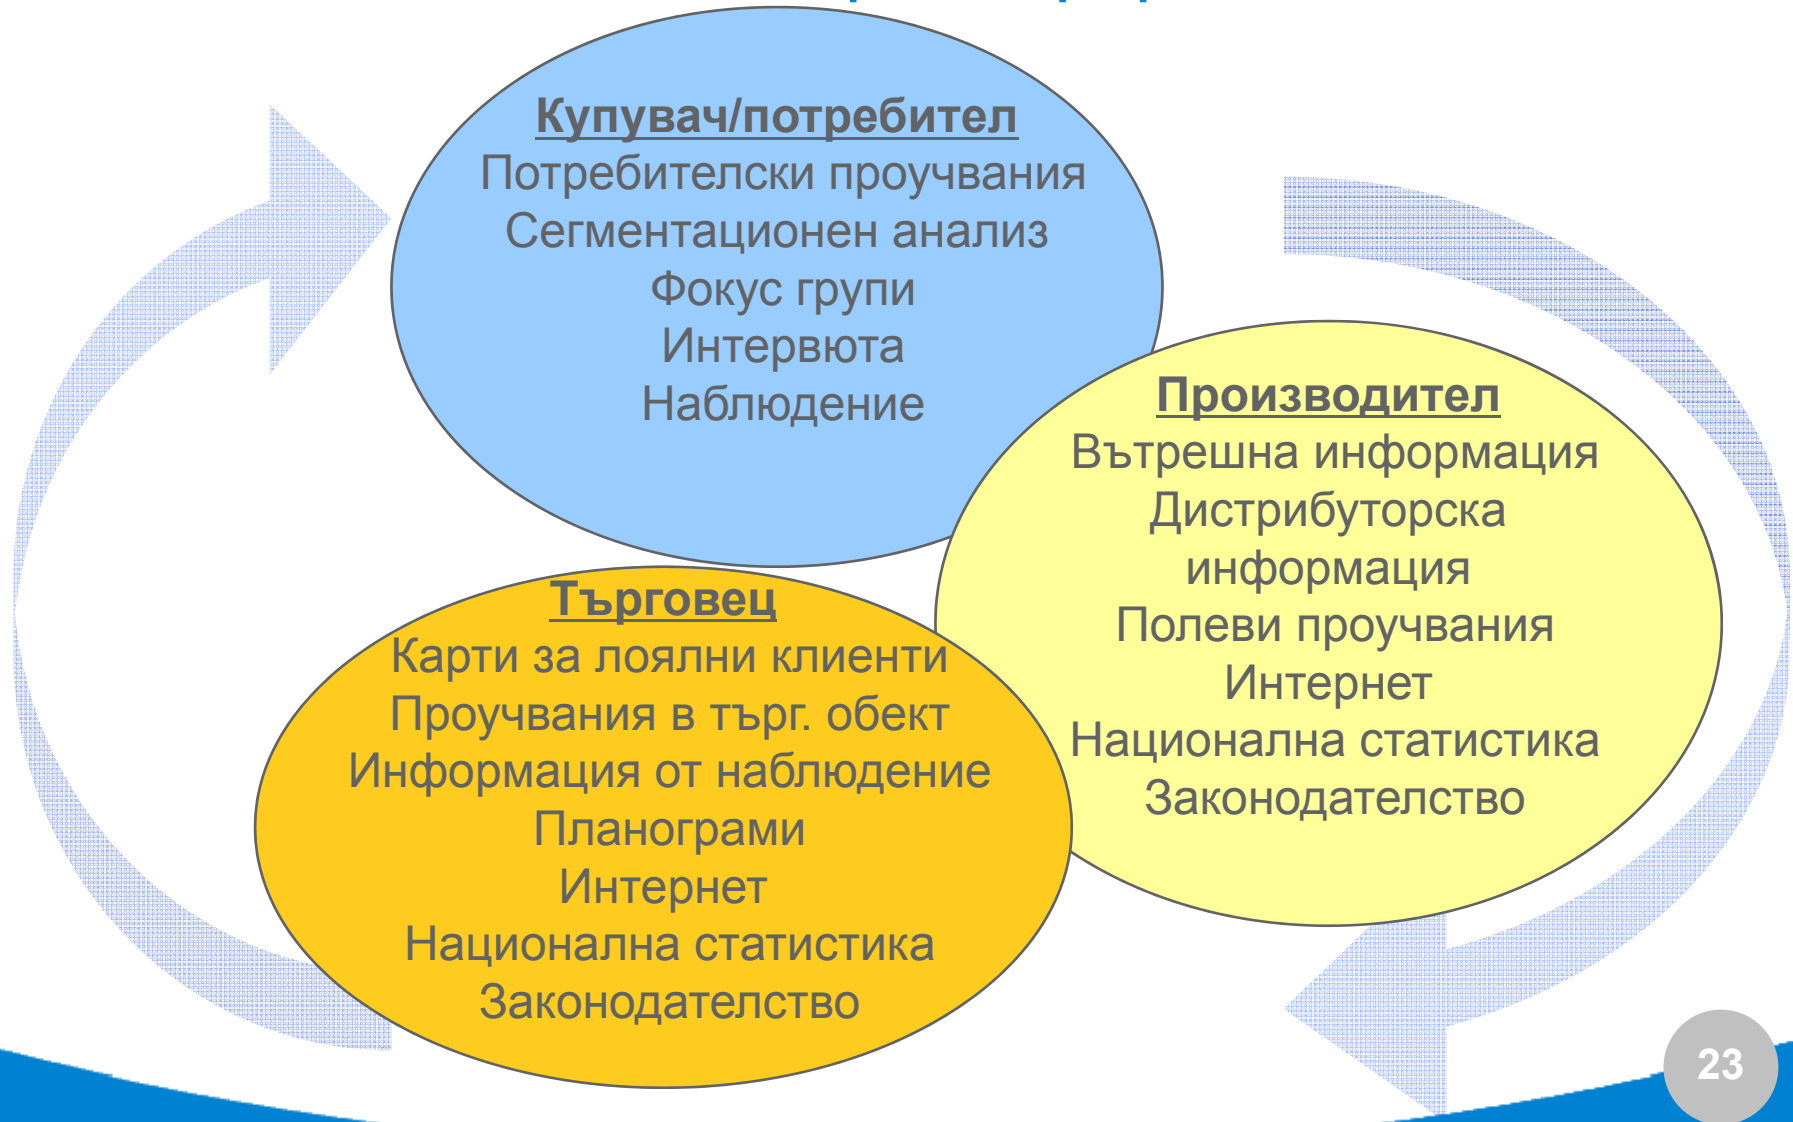 Купувач/потребител
Потребителски проучвания
Сегментационен анализ
Фокус групи
Интервюта
Наблюдение
Производител
Вътрешна информация
Дистрибуторска
информация
Полеви проучвания
Интернет
Национална статистика
Законодателство
Търговец
Карти за лоялни клиенти
Проучвания в търг. обект
Информация от наблюдение
Планограми
Интернет
Национална статистика
Законодателство
23